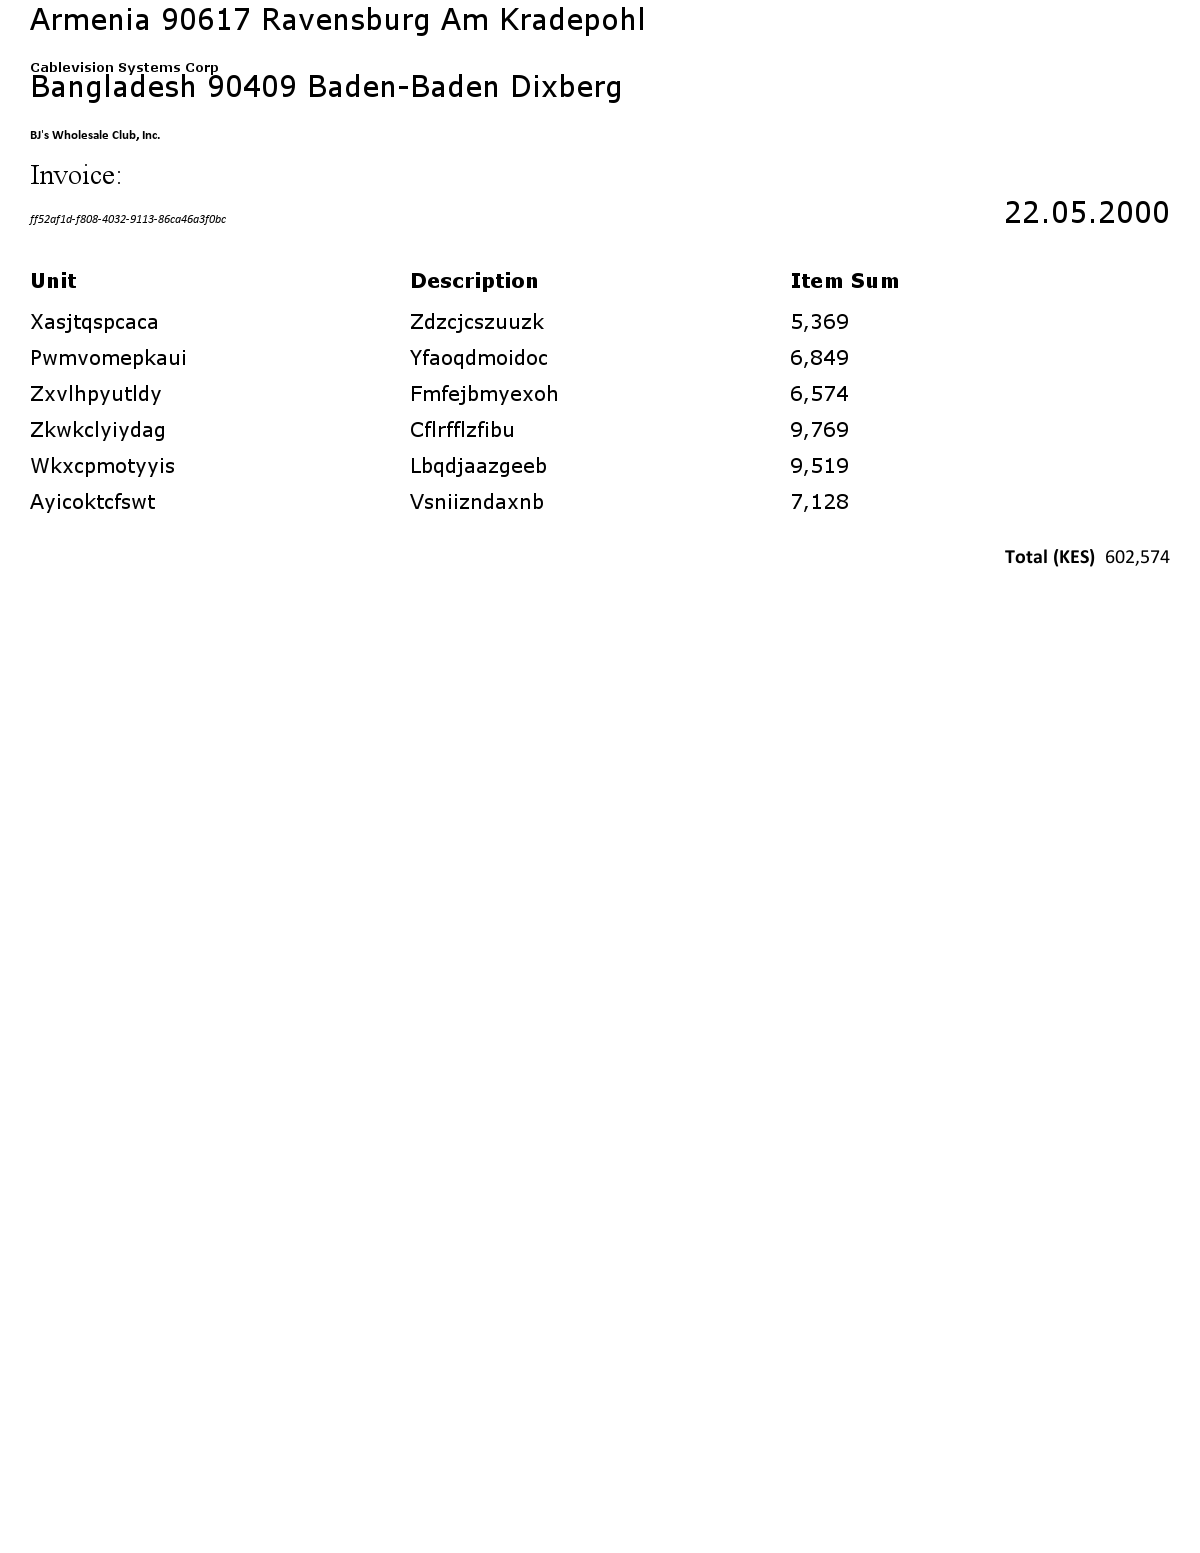 Armenia 90617 Ravensburg Am Kradepohl
Cablevision Systems Corp
Bangladesh 90409 Baden-Baden Dixberg
BJ's Wholesale Club, Inc.
Invoice:
ff52af1d-f808-4032-9113-86ca46a3f0bc 22.05.2000
Unit Description Item Sum
Xasjtqspcaca Zdzcjcszuuzk 5,369
Pwmvomepkaui Yfaoqdmoidoc 6,849
Zxvlhpyutldy Fmfejbmyexoh 6,574
Zkwkclyiydag Cflrfflzfibu 9,769
Wkxcpmotyyis Lbqdjaazgeeb 9,519
Ayicoktcfswt Vsniizndaxnb 7,128
Total (KES) 602,574